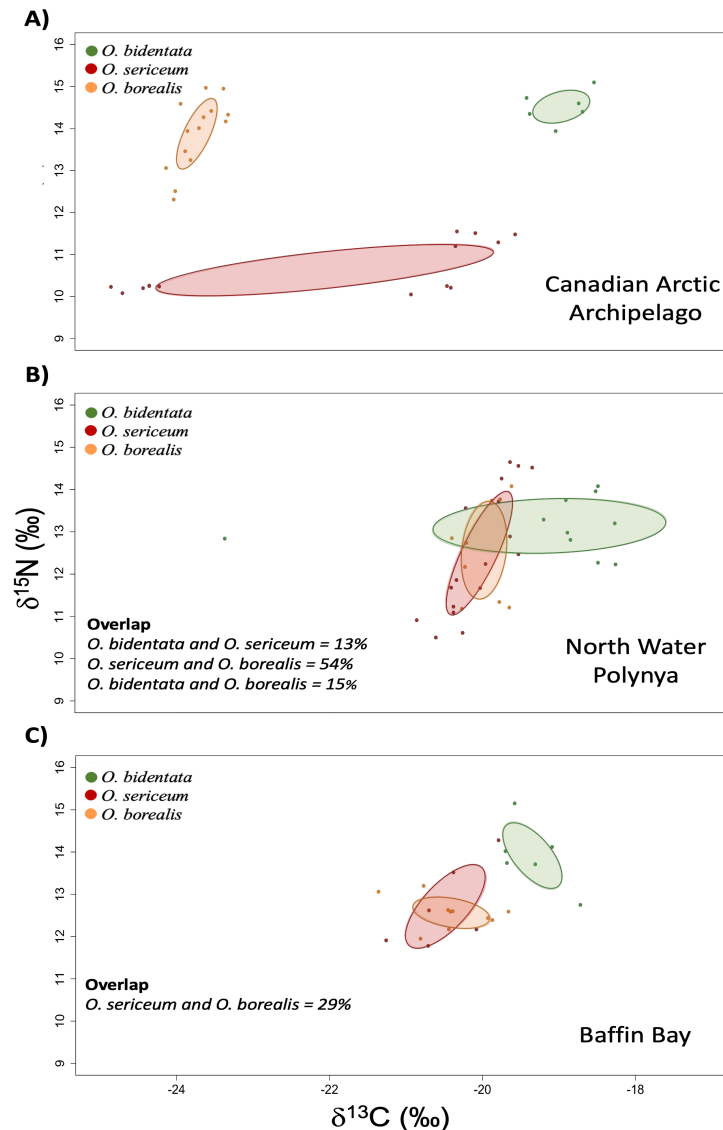 A)
O. bidentata
O. sericeum
O. borealis
16
15
14
13
12
11
10
9
Canadian Arctic
Archipelago
B)
O. bidentata
O. sericeum
O. borealis
16
15
14
13
12
11
10
9
δ15N (‰)
Overlap
O. bidentata and O. sericeum = 13%
O. sericeum and O. borealis = 54%
O. bidentata and O. borealis = 15%
North Water
Polynya
C)
O. bidentata
O. sericeum
O. borealis
16
15
14
13
12
11
10
9
Overlap
O. sericeum and O. borealis = 29%
Baffin Bay
-24 -22 -20 -18
δ13C (‰)